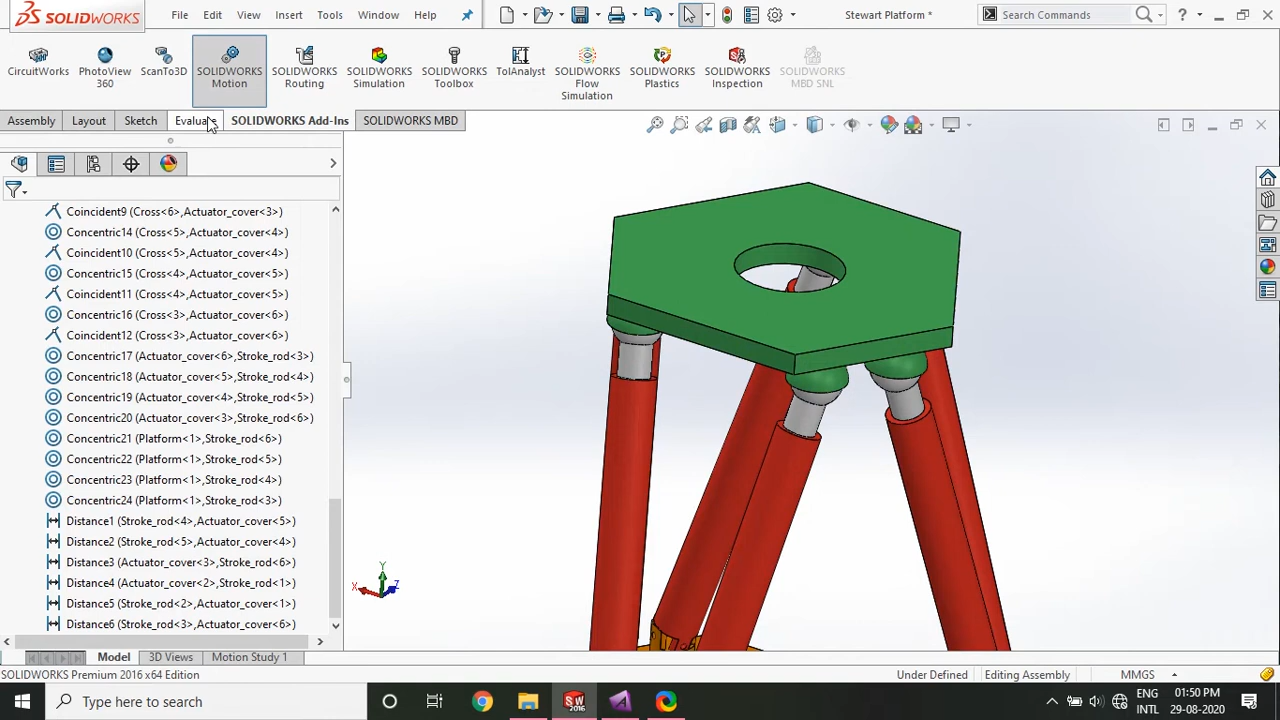 SOLIDWORKS
File Edit View Insert Tools Window Help
Stewart Platform *
Search Commands
CircuitWorks
PhotoView 360
ScanTo3D
SOLIDWORKS Motion
SOLIDWORKS Routing
SOLIDWORKS Simulation
SOLIDWORKS Toolbox
TolAnalyst
SOLIDWORKS Flow Simulation
SOLIDWORKS Plastics
SOLIDWORKS Inspection
SOLIDWORKS MBD SNL
Assembly Layout Sketch SOLIDWORKS Add-Ins SOLIDWORKS MBD
Coincident9 (Cross<6>,Actuator_cover<3>)
Concentric14 (Cross<5>,Actuator_cover<4>)
Coincident10 (Cross<5>,Actuator_cover<4>)
Concentric15 (Cross<4>,Actuator_cover<5>)
Coincident11 (Cross<4>,Actuator_cover<5>)
Concentric16 (Cross<3>,Actuator_cover<6>)
Coincident12 (Cross<3>,Actuator_cover<6>)
Concentric17 (Actuator_cover<6>,Stroke_rod<3>)
Concentric18 (Actuator_cover<5>,Stroke_rod<4>)
Concentric19 (Actuator_cover<4>,Stroke_rod<5>)
Concentric20 (Actuator_cover<3>,Stroke_rod<6>)
Concentric21 (Platform<1>,Stroke_rod<6>)
Concentric22 (Platform<1>,Stroke_rod<5>)
Concentric23 (Platform<1>,Stroke_rod<4>)
Concentric24 (Platform<1>,Stroke_rod<3>)
Distance1 (Stroke_rod<4>,Actuator_cover<5>)
Distance2 (Stroke_rod<5>,Actuator_cover<4>)
Distance3 (Actuator_cover<3>,Stroke_rod<6>)
Distance4 (Actuator_cover<2>,Stroke_rod<1>)
Distance5 (Stroke_rod<2>,Actuator_cover<1>)
Distance6 (Stroke_rod<3>,Actuator_cover<6>)
Y
X Z
Model 3D Views Motion Study 1
SOLIDWORKS Premium 2016 x64 Edition
Under Defined Editing Assembly MMGS
Type here to search
SW 2016
ENG 01:50 PM
INTL 29-08-2020